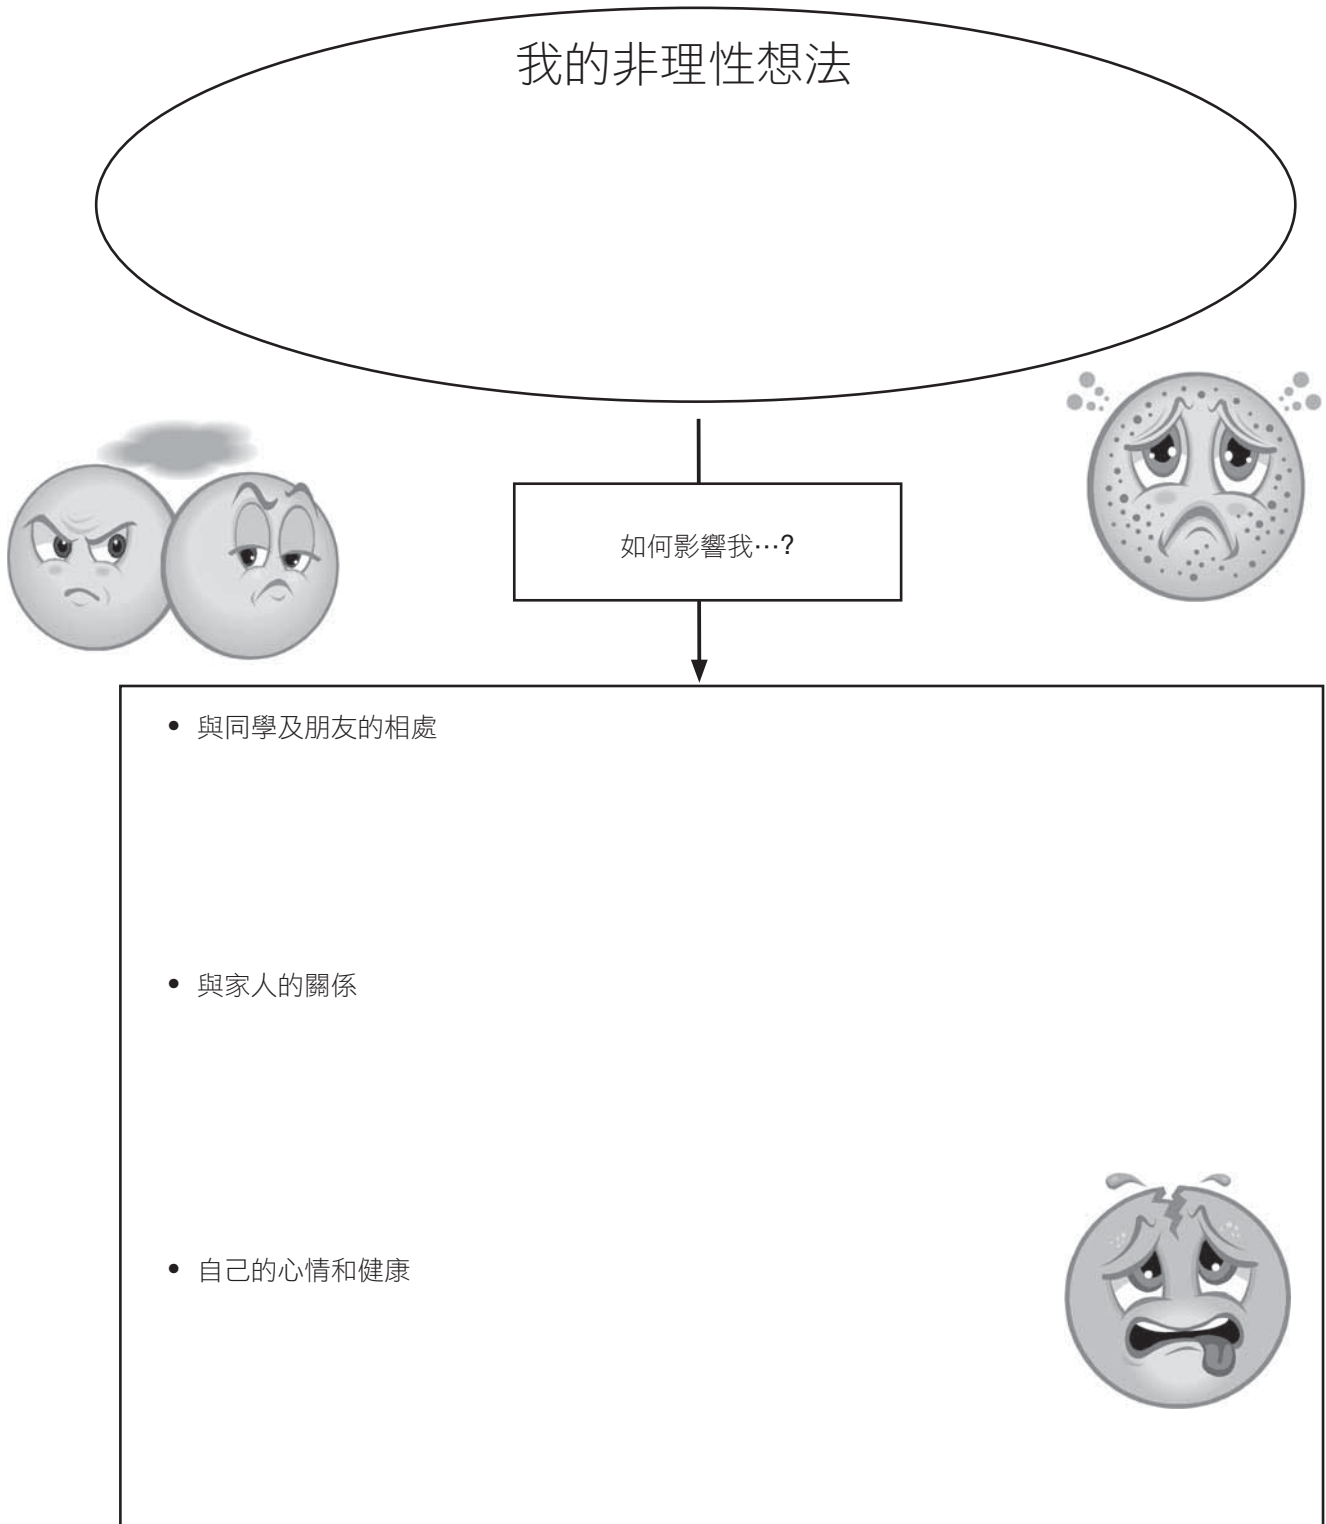 我的非理性想法
如何影響我…?
• 與同學及朋友的相處
• 與家人的關係
• 自己的心情和健康